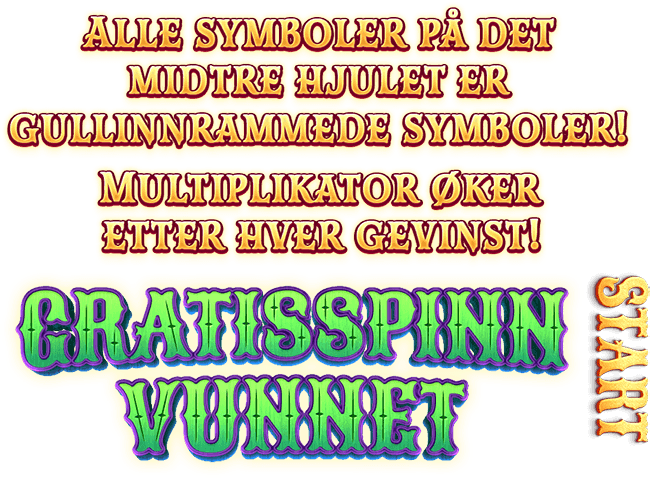 ALLE SYMBOLER PÅ DET
MIDTRE HJULET ER
GULLINNRAMMEDE SYMBOLER!
MULTIPLIKATOR ØKER
ETTER HVER GEVINST!
GRATISSPINN
VUNNET
START